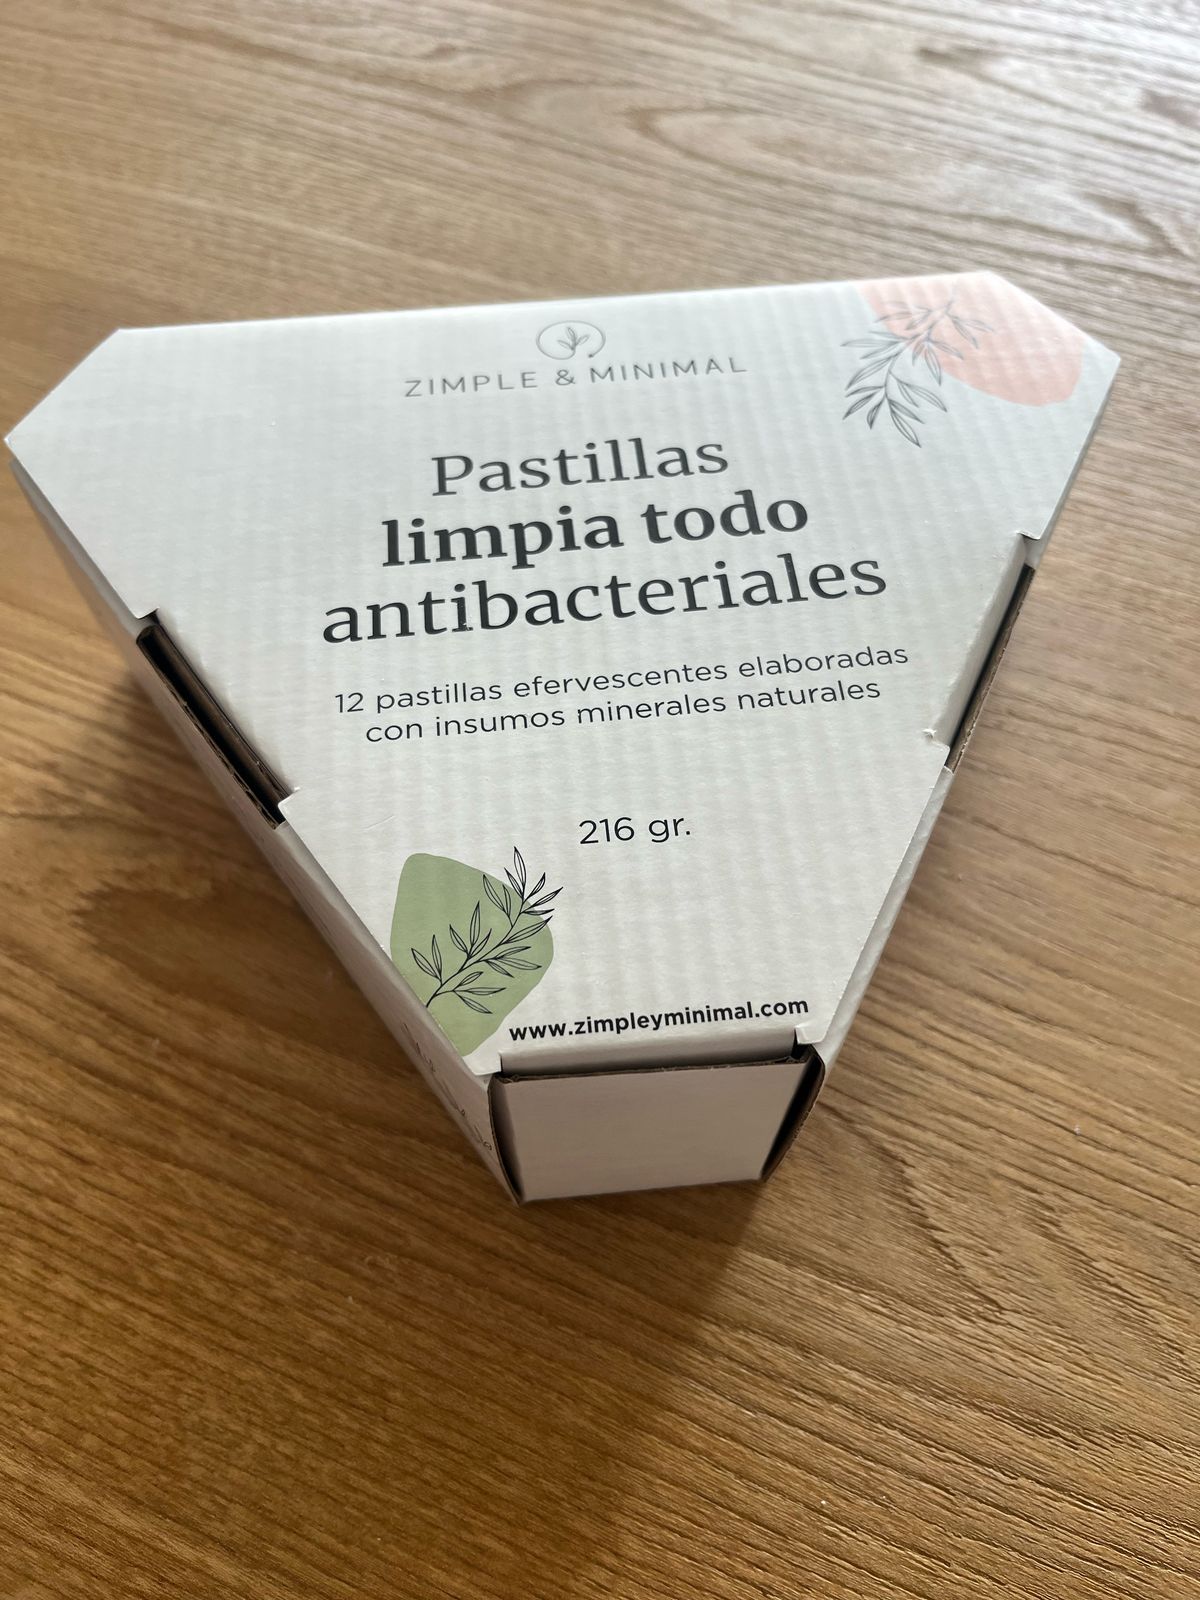 ZIMPLE & MINIMAL
Pastillas
limpia todo
antibacteriales
12 pastillas efervescentes elaboradas
con insumos minerales naturales
216 gr.
www.zimpleyminimal.com